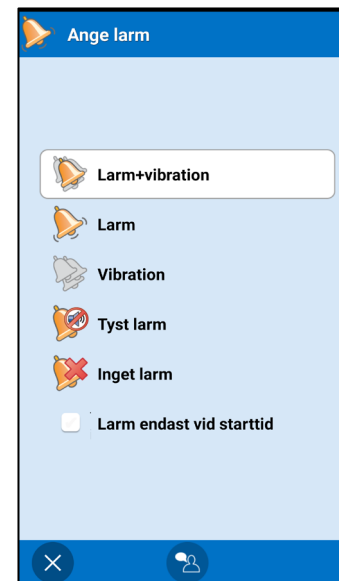 Ange larm
Larm+vibration
Larm
Vibration
Tyst larm
Inget larm
Larm endast vid starttid